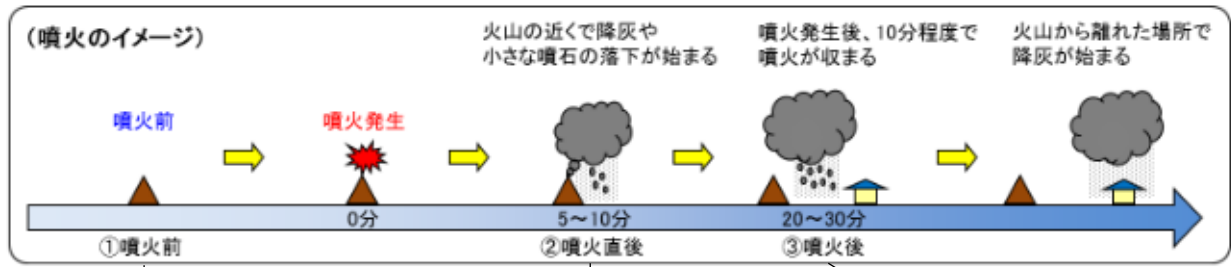 (噴火のイメージ)
火山の近くで降灰や
小さな噴石の落下が始まる
噴火発生後、10分程度で
噴火が収まる
火山から離れた場所で
降灰が始まる
噴火前
噴火発生
0分
5～10分
20～30分
①噴火前
②噴火直後
③噴火後